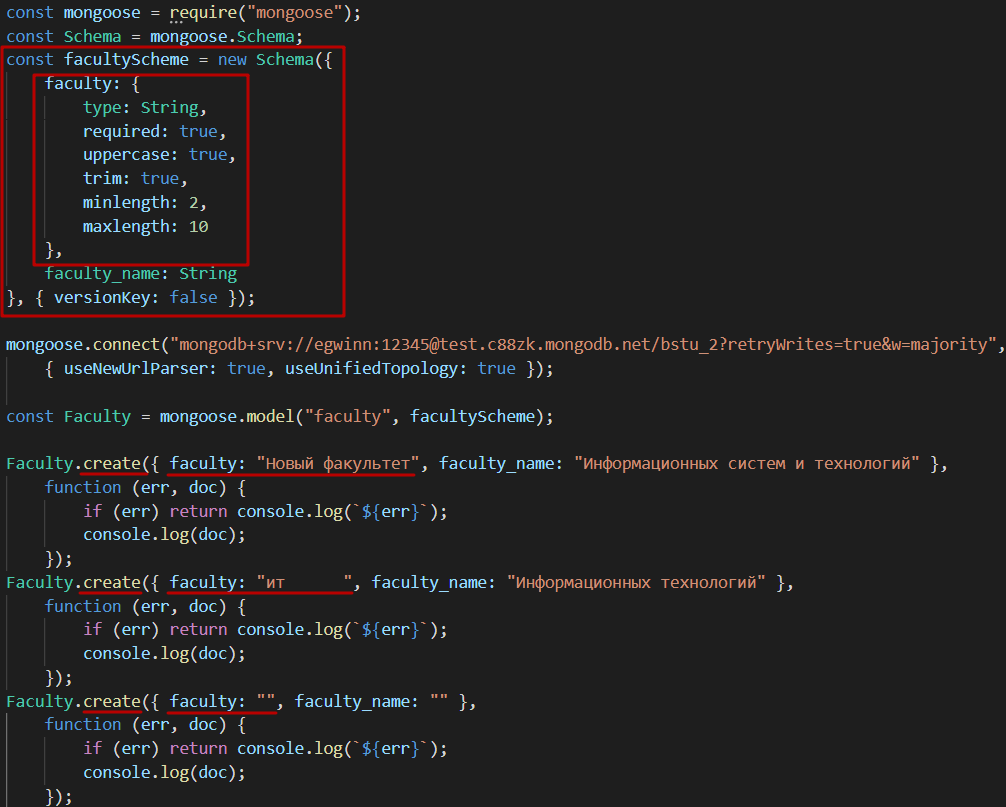 const mongoose = require("mongoose");
const Schema = mongoose.Schema;
const facultyScheme = new Schema({
    faculty: {
        type: String,
        required: true,
        uppercase: true,
        trim: true,
        minlength: 2,
        maxlength: 10
    },
    faculty_name: String
}, { versionKey: false });

mongoose.connect("mongodb+srv://egwinn:12345@test.c88zk.mongodb.net/bstu_2?retryWrites=true&w=majority",
    { useNewUrlParser: true, useUnifiedTopology: true });

const Faculty = mongoose.model("faculty", facultyScheme);

Faculty.create({ faculty: "Новый факультет", faculty_name: "Информационных систем и технологий" },
    function (err, doc) {
        if (err) return console.log(`${err}`);
        console.log(doc);
    });
Faculty.create({ faculty: "ит      ", faculty_name: "Информационных технологий" },
    function (err, doc) {
        if (err) return console.log(`${err}`);
        console.log(doc);
    });
Faculty.create({ faculty: "", faculty_name: "" },
    function (err, doc) {
        if (err) return console.log(`${err}`);
        console.log(doc);
    });